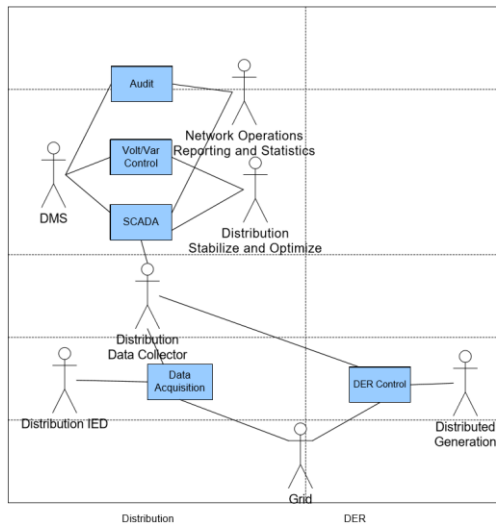 Audit
Network Operations
Reporting and Statistics
Volt/Var
Control
DMS
SCADA
Distribution
Stabilize and Optimize
Distribution
Data Collector
Data
Acquisition
DER Control
Distribution IED
Distributed
Generation
Grid
Distribution
DER